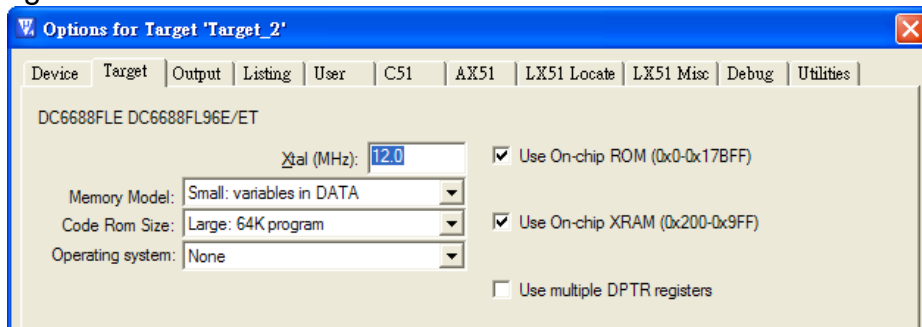 Options for Target 'Target_2'
Device Target Output Listing User C51 AX51 LX51 Locate LX51 Misc Debug Utilities
DC6688FLE DC6688FL96E/ET
Xtal (MHz): 12.0
Use On-chip ROM (0x0-0x17BFF)
Memory Model: Small: variables in DATA
Code Rom Size: Large: 64K program
Use On-chip XRAM (0x200-0x9FF)
Operating system: None
Use multiple DPTR registers